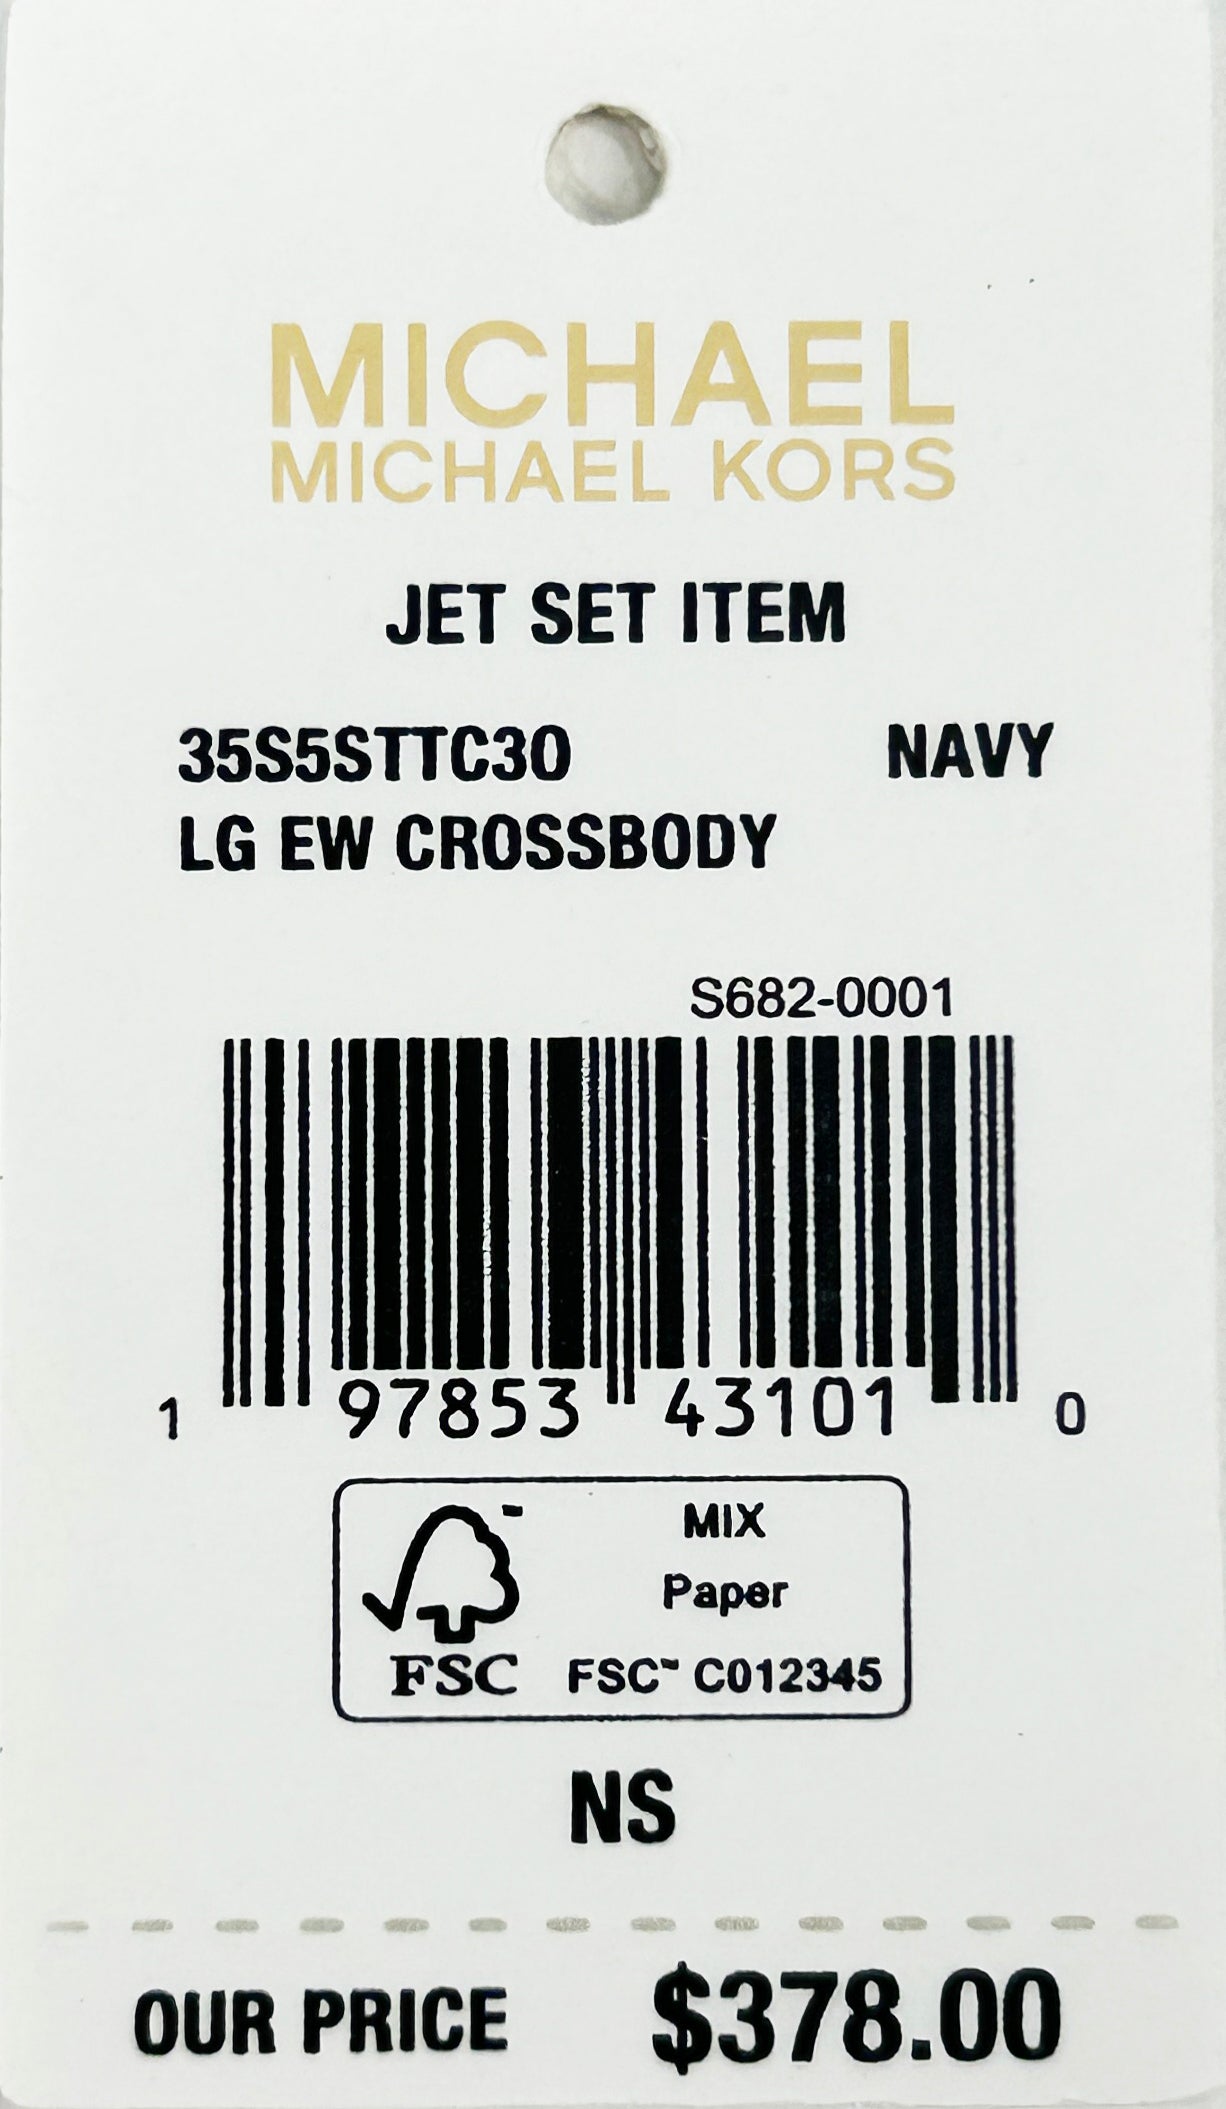 MICHAEL
MICHAEL KORS
JET SET ITEM
35S5STTC3O NAVY
LG EW CROSSBODY
S682-0001
1 97853 43101 0
MIX
Paper
FSC FSC™ C012345
NS
OUR PRICE $378.00